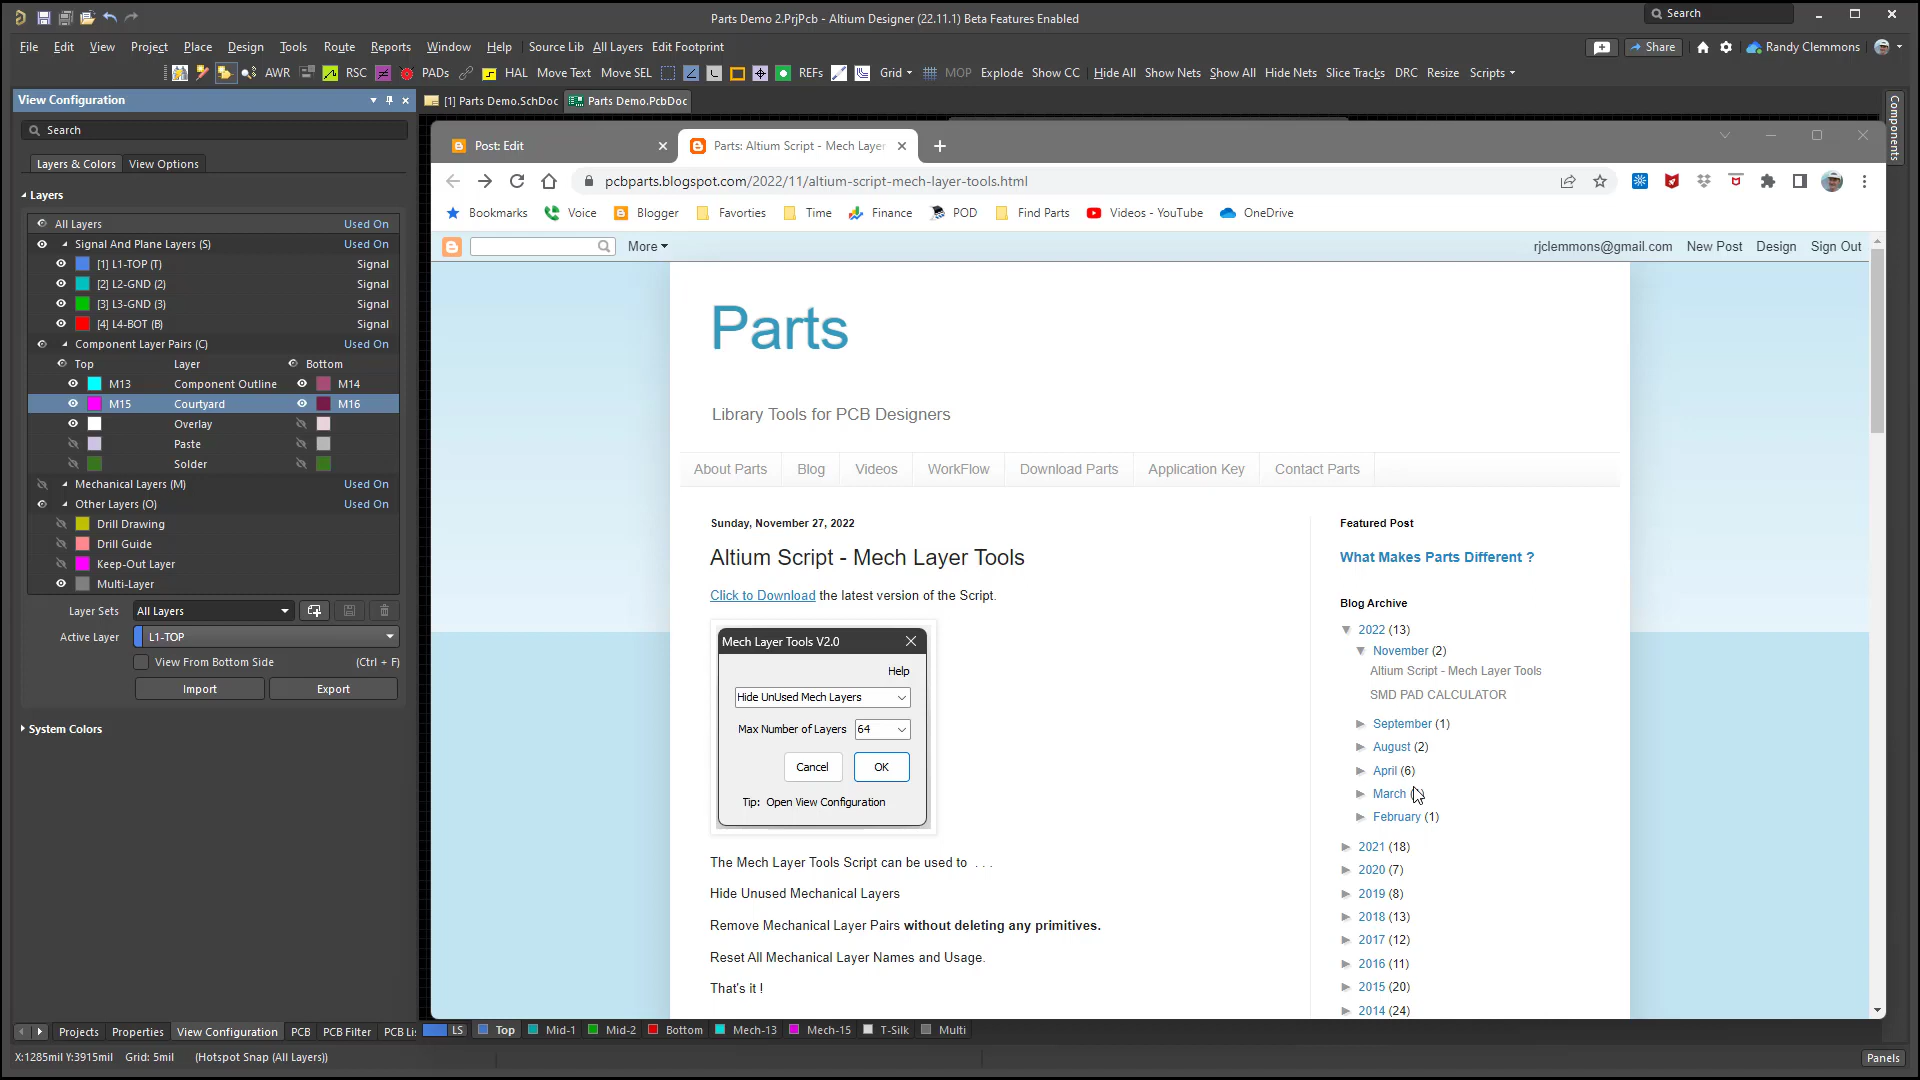 Parts Demo 2.PrjPcb - Altium Designer (22.11.1) Beta Features Enabled
Search
File Edit View Project Place Design Tools Route Reports Window Help Source Lib All Layers Edit Footprint
Share
Randy Clemmons
AWR RSC PADs HAL Move Text Move SEL REFs Grid MOP Explode Show CC Hide All Show Nets Show All Hide Nets Slice Tracks DRC Resize Scripts
View Configuration
[1] Parts Demo.SchDoc
Parts Demo.PcbDoc
Components
Search
Layers & Colors
View Options
Layers
All Layers Used On
Signal And Plane Layers (S) Used On
[1] L1-TOP (T) Signal
[2] L2-GND (2) Signal
[3] L3-GND (3) Signal
[4] L4-BOT (B) Signal
Component Layer Pairs (C) Used On
Top Layer Bottom
M13 Component Outline M14
M15 Courtyard M16
Overlay
Paste
Solder
Mechanical Layers (M) Used On
Other Layers (O) Used On
Drill Drawing
Drill Guide
Keep-Out Layer
Multi-Layer
Layer Sets All Layers
Active Layer L1-TOP
View From Bottom Side (Ctrl + F)
Import Export
System Colors
Post: Edit
Parts: Altium Script - Mech Layer
pcbparts.blogspot.com/2022/11/altium-script-mech-layer-tools.html
Bookmarks Voice Blogger Favorties Time Finance POD Find Parts Videos - YouTube OneDrive
More
rjclemmons@gmail.com New Post Design Sign Out
Parts
Library Tools for PCB Designers
About Parts Blog Videos WorkFlow Download Parts Application Key Contact Parts
Sunday, November 27, 2022
Altium Script - Mech Layer Tools
Click to Download the latest version of the Script.
Mech Layer Tools V2.0
Help
Hide UnUsed Mech Layers
Max Number of Layers 64
Cancel OK
Tip: Open View Configuration
The Mech Layer Tools Script can be used to . . .
Hide Unused Mechanical Layers
Remove Mechanical Layer Pairs without deleting any primitives.
Reset All Mechanical Layer Names and Usage.
That's it !
Featured Post
What Makes Parts Different ?
Blog Archive
2022 (13)
November (2)
Altium Script - Mech Layer Tools
SMD PAD CALCULATOR
September (1)
August (2)
April (6)
March
February (1)
2021 (18)
2020 (7)
2019 (8)
2018 (13)
2017 (12)
2016 (11)
2015 (20)
2014 (24)
Projects Properties View Configuration PCB PCB Filter PCB Lis
LS Top Mid-1 Mid-2 Bottom Mech-13 Mech-15 T-Silk Multi
X:1285mil Y:3915mil Grid: 5mil (Hotspot Snap (All Layers))
Panels